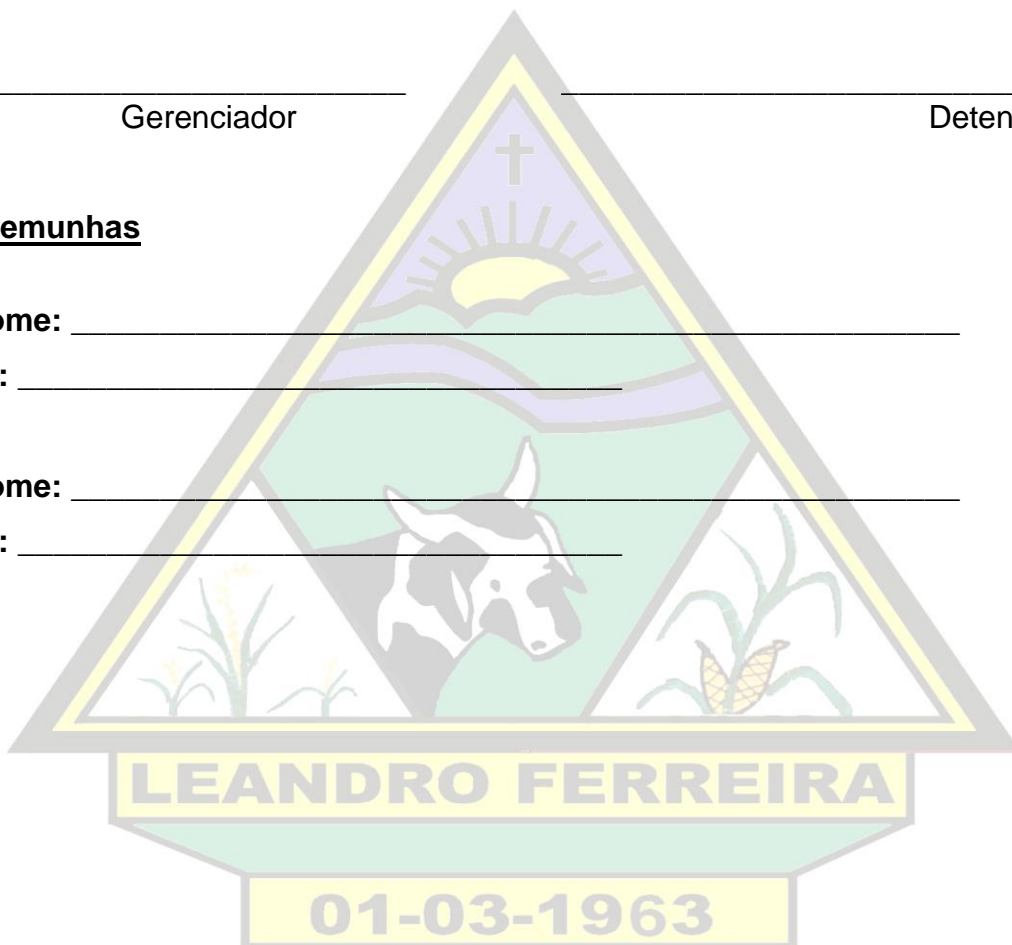 Gerenciador Deten
emunhas
ome:
:
ome:
:
LEANDRO FERREIRA
01-03-1963